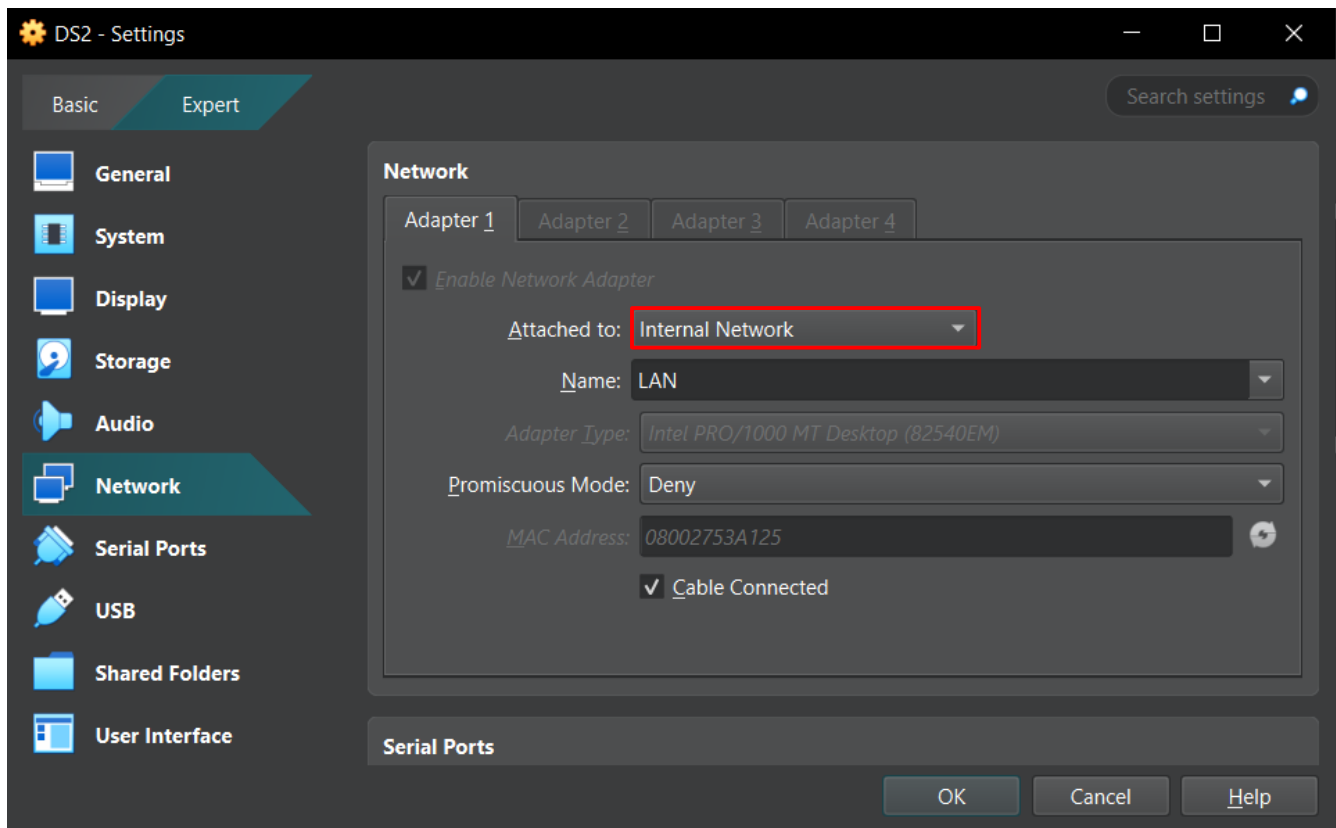 DS2 - Settings
Basic Expert
Search settings
General
System
Display
Storage
Audio
Network
Serial Ports
USB
Shared Folders
User Interface
Network
Adapter 1 Adapter 2 Adapter 3 Adapter 4
Enable Network Adapter
Attached to: Internal Network
Name: LAN
Adapter Type: Intel PRO/1000 MT Desktop (82540EM)
Promiscuous Mode: Deny
MAC Address: 08002753A125
Cable Connected
Serial Ports
OK Cancel Help